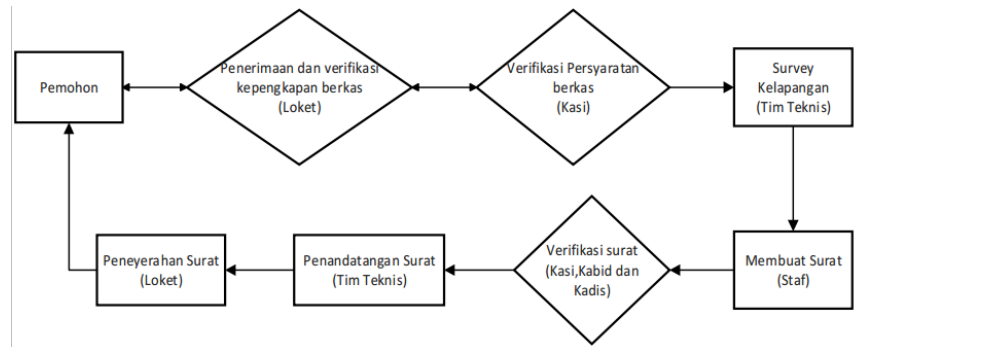 Pemohon
Penerimaan dan verifikasi
kepengkapan berkas
(Loket)
Verifikasi Persyaratan
berkas
(Kasi)
Survey
Kelapangan
(Tim Teknis)
Peneyerahan Surat
(Loket)
Penandatangan Surat
(Tim Teknis)
Verifikasi surat
(Kasi,Kabid dan
Kadis)
Membuat Surat
(Staf)